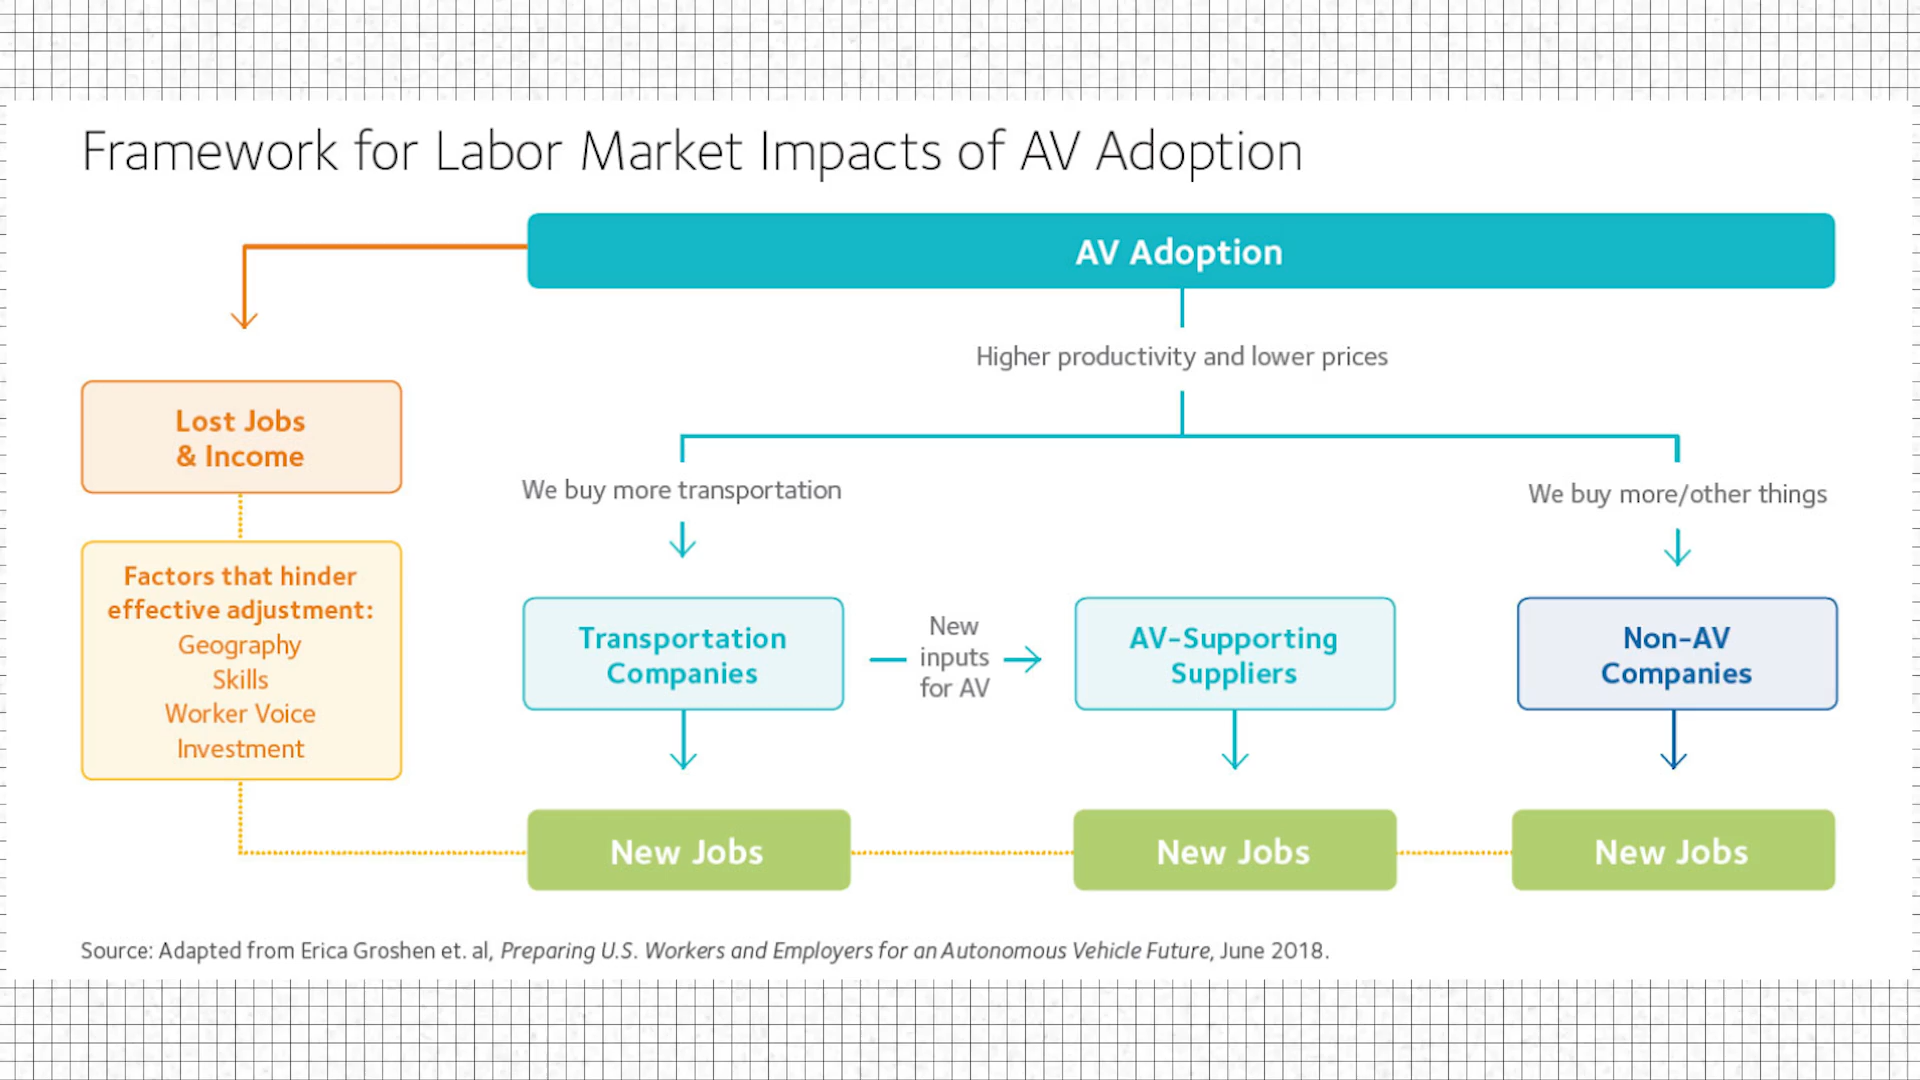 Framework for Labor Market Impacts of AV Adoption
AV Adoption
Higher productivity and lower prices
Lost Jobs
& Income
We buy more transportation
We buy more/other things
Factors that hinder
effective adjustment:
Geography
Skills
Worker Voice
Investment
Transportation
Companies
New
inputs
for AV
AV-Supporting
Suppliers
Non-AV
Companies
New Jobs
New Jobs
New Jobs
Source: Adapted from Erica Groshen et. al, Preparing U.S. Workers and Employers for an Autonomous Vehicle Future, June 2018.